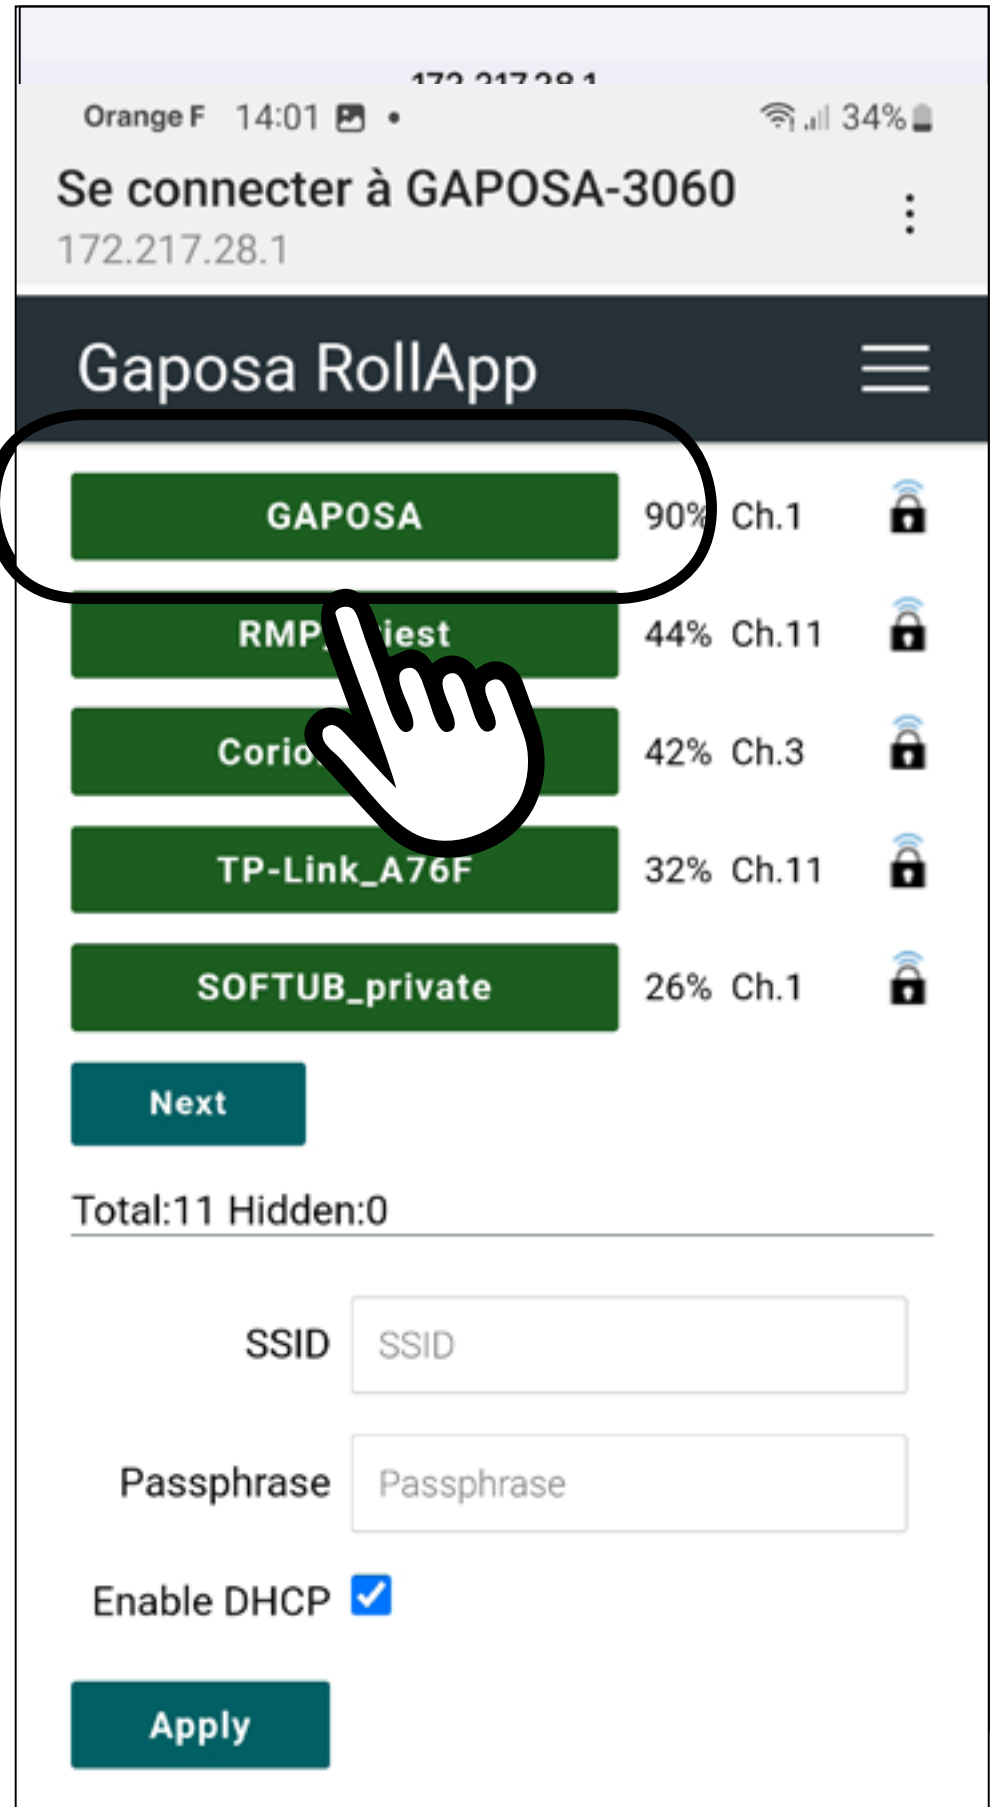 Orange F 14:01
34%
Se connecter à GAPOSA-3060
172.217.28.1
Gaposa RollApp
GAPOSA 90% Ch.1
44% Ch.11
42% Ch.3
TP-Link_A76F 32% Ch.11
SOFTUB_private 26% Ch.1
Next
Total:11 Hidden:0
SSID SSID
Passphrase Passphrase
Enable DHCP
Apply